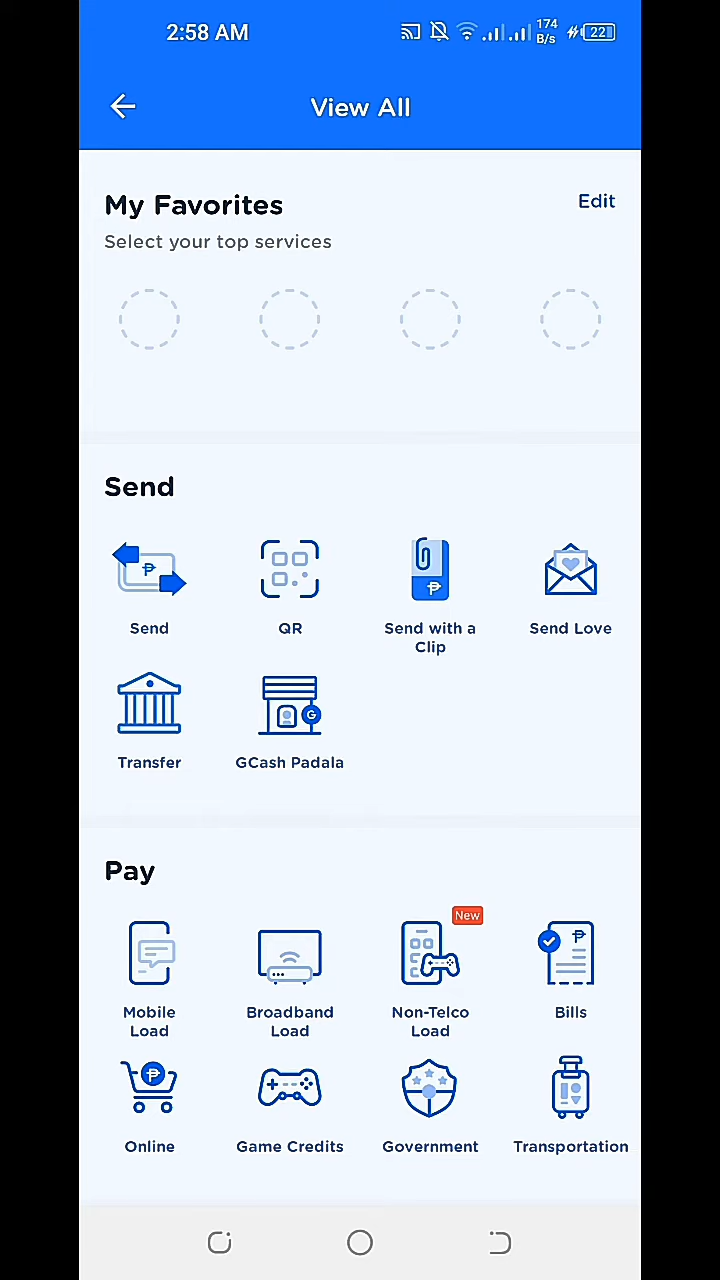 2:58 AM
174
B/s
22
View All
My Favorites
Edit
Select your top services
Send
₱
₱
Send
QR
Send with a
Clip
Send Love
G
Transfer
GCash Padala
Pay
New
₱
Mobile
Load
Broadband
Load
Non-Telco
Load
Bills
₱
Online
Game Credits
Government
Transportation